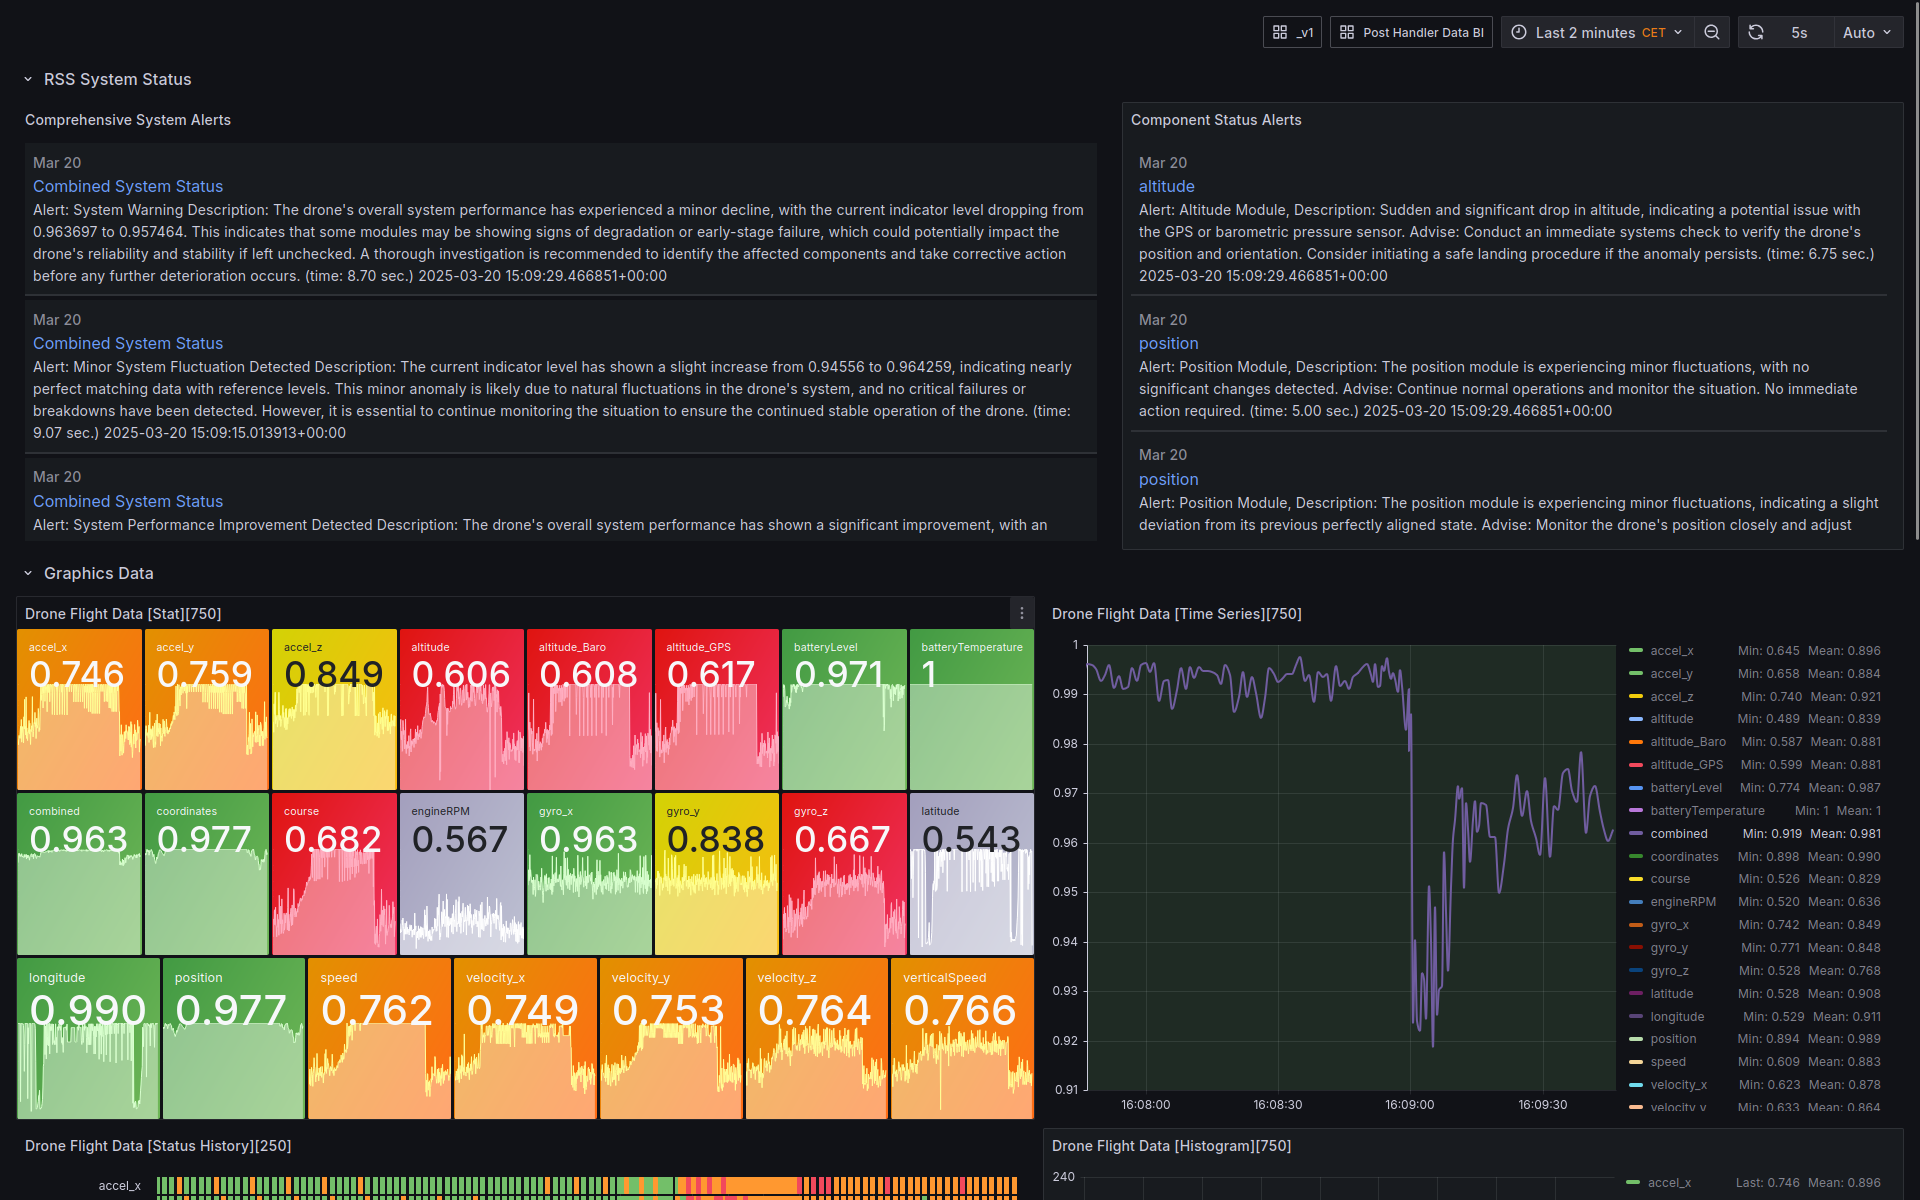 _v1
Post Handler Data BI
Last 2 minutes CET
5s
Auto
RSS System Status
Comprehensive System Alerts
Mar 20
Combined System Status
Alert: System Warning Description: The drone's overall system performance has experienced a minor decline, with the current indicator level dropping from
0.963697 to 0.957464. This indicates that some modules may be showing signs of degradation or early-stage failure, which could potentially impact the
drone's reliability and stability if left unchecked. A thorough investigation is recommended to identify the affected components and take corrective action
before any further deterioration occurs. (time: 8.70 sec.) 2025-03-20 15:09:29.466851+00:00
Mar 20
Combined System Status
Alert: Minor System Fluctuation Detected Description: The current indicator level has shown a slight increase from 0.94556 to 0.964259, indicating nearly
perfect matching data with reference levels. This minor anomaly is likely due to natural fluctuations in the drone's system, and no critical failures or
breakdowns have been detected. However, it is essential to continue monitoring the situation to ensure the continued stable operation of the drone. (time:
9.07 sec.) 2025-03-20 15:09:15.013913+00:00
Mar 20
Combined System Status
Alert: System Performance Improvement Detected Description: The drone's overall system performance has shown a significant improvement, with an
Component Status Alerts
Mar 20
altitude
Alert: Altitude Module, Description: Sudden and significant drop in altitude, indicating a potential issue with
the GPS or barometric pressure sensor. Advise: Conduct an immediate systems check to verify the drone's
position and orientation. Consider initiating a safe landing procedure if the anomaly persists. (time: 6.75 sec.)
2025-03-20 15:09:29.466851+00:00
Mar 20
position
Alert: Position Module, Description: The position module is experiencing minor fluctuations, with no
significant changes detected. Advise: Continue normal operations and monitor the situation. No immediate
action required. (time: 5.00 sec.) 2025-03-20 15:09:29.466851+00:00
Mar 20
position
Alert: Position Module, Description: The position module is experiencing minor fluctuations, indicating a slight
deviation from its previous perfectly aligned state. Advise: Monitor the drone's position closely and adjust
Graphics Data
Drone Flight Data [Stat][750]
accel_x
0.746
accel_y
0.759
accel_z
0.849
altitude
0.606
altitude_Baro
0.608
altitude_GPS
0.617
batteryLevel
0.971
batteryTemperature
1
combined
0.963
coordinates
0.977
course
0.682
engineRPM
0.567
gyro_x
0.963
gyro_y
0.838
gyro_z
0.667
latitude
0.543
longitude
0.990
position
0.977
speed
0.762
velocity_x
0.749
velocity_y
0.753
velocity_z
0.764
verticalSpeed
0.766
Drone Flight Data [Time Series][750]
1
0.99
0.98
0.97
0.96
0.95
0.94
0.93
0.92
0.91
16:08:00
16:08:30
16:09:00
16:09:30
accel_x Min: 0.645 Mean: 0.896
accel_y Min: 0.658 Mean: 0.884
accel_z Min: 0.740 Mean: 0.921
altitude Min: 0.489 Mean: 0.839
altitude_Baro Min: 0.587 Mean: 0.881
altitude_GPS Min: 0.599 Mean: 0.881
batteryLevel Min: 0.774 Mean: 0.987
batteryTemperature Min: 1 Mean: 1
combined Min: 0.919 Mean: 0.981
coordinates Min: 0.898 Mean: 0.990
course Min: 0.526 Mean: 0.829
engineRPM Min: 0.520 Mean: 0.636
gyro_x Min: 0.742 Mean: 0.849
gyro_y Min: 0.771 Mean: 0.848
gyro_z Min: 0.528 Mean: 0.768
latitude Min: 0.528 Mean: 0.908
longitude Min: 0.529 Mean: 0.911
position Min: 0.894 Mean: 0.989
speed Min: 0.609 Mean: 0.883
velocity_x Min: 0.623 Mean: 0.878
velocity_y Min: 0.633 Mean: 0.864
Drone Flight Data [Status History][250]
accel_x
Drone Flight Data [Histogram][750]
240
accel_x Last: 0.746 Mean: 0.896